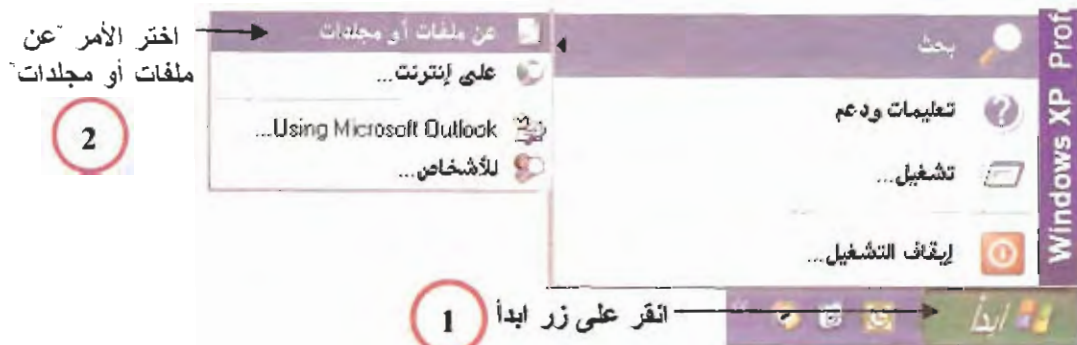 Windows XP Prof
بحث
تعليمات ودعم
تشغيل...
إيقاف التشغيل...
عن ملفات أو مجلدات
على إنترنت...
Using Microsoft Outlook...
للأشخاص...
ابدأ
انقر على زر ابدأ
1
اختر الأمر "عن
ملفات أو مجلدات"
2